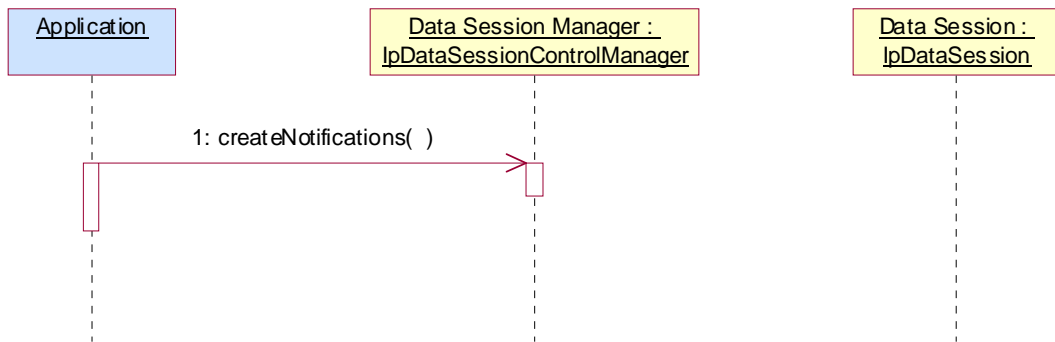 Application
Data Session Manager :
IpDataSessionControlManager
Data Session :
IpDataSession
1: createNotifications( )